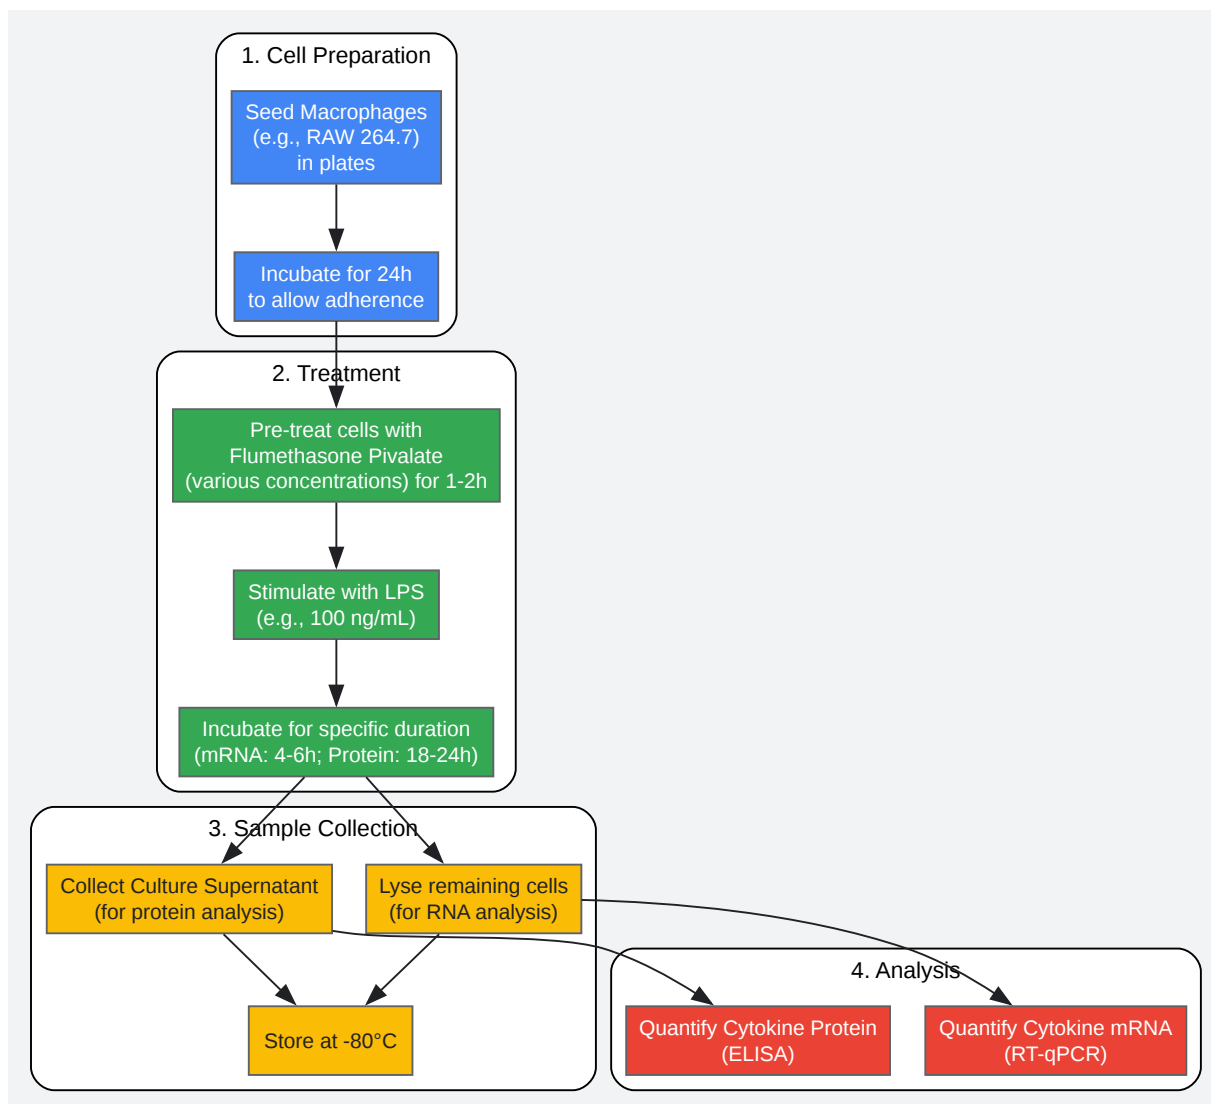 1. Cell Preparation
Seed Macrophages
(e.g., RAW 264.7)
in plates
Incubate for 24h
to allow adherence
2. Treatment
Pre-treat cells with
Flumethasone Pivalate
(various concentrations) for 1-2h
Stimulate with LPS
(e.g., 100 ng/mL)
Incubate for specific duration
(mRNA: 4-6h; Protein: 18-24h)
3. Sample Collection
Collect Culture Supernatant
(for protein analysis)
Lyse remaining cells
(for RNA analysis)
Store at -80°C
4. Analysis
Quantify Cytokine Protein
(ELISA)
Quantify Cytokine mRNA
(RT-qPCR)